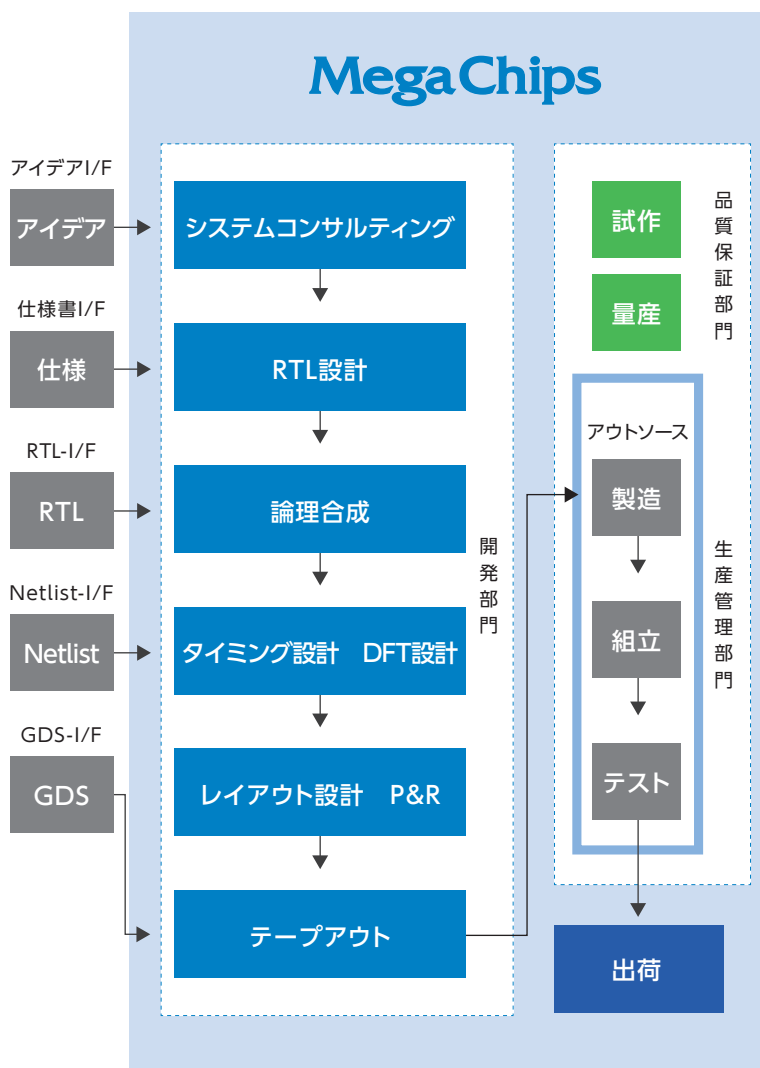 MegaChips
アイデアI/F
アイデア
システムコンサルティング
仕様書I/F
仕様
RTL設計
RTL-I/F
RTL
論理合成
Netlist-I/F
Netlist
タイミング設計　DFT設計
GDS-I/F
GDS
レイアウト設計　P&R
テープアウト
開発部門
試作
量産
品質保証部門
アウトソース
製造
組立
テスト
生産管理部門
出荷